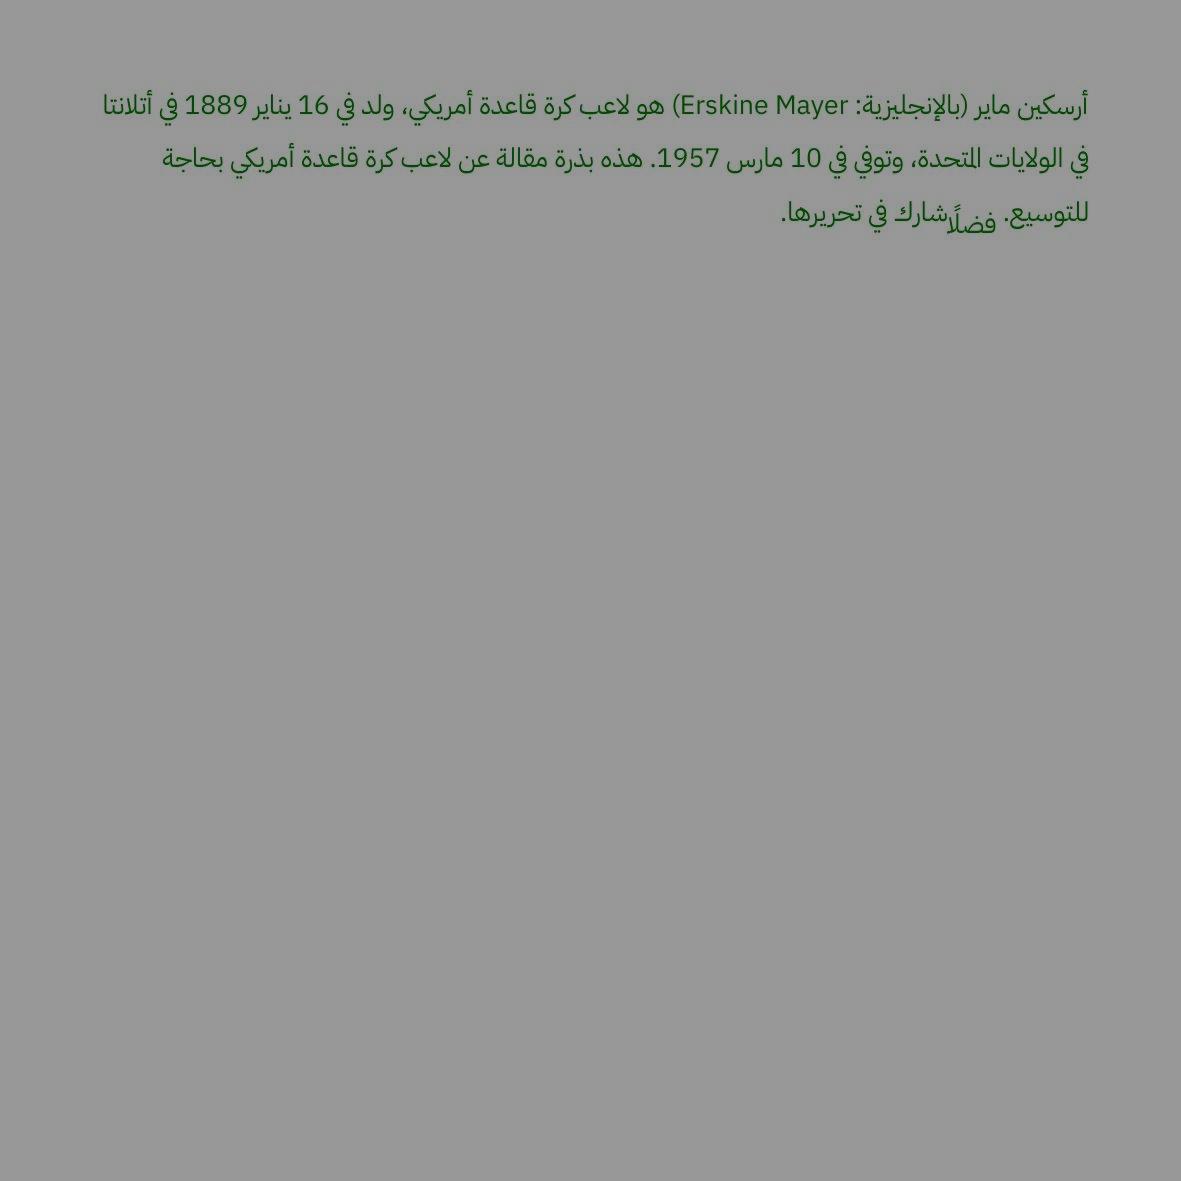 أرسكين ماير (بالإنجليزية: Erskine Mayer) هو لاعب كرة قاعدة أمريكي، ولد في 16 يناير 1889 في أتلانتا
في الولايات المتحدة، وتوفي في 10 مارس 1957. هذه بذرة مقالة عن لاعب كرة قاعدة أمريكي بحاجة
للتوسيع. فضلًا شارك في تحريرها.